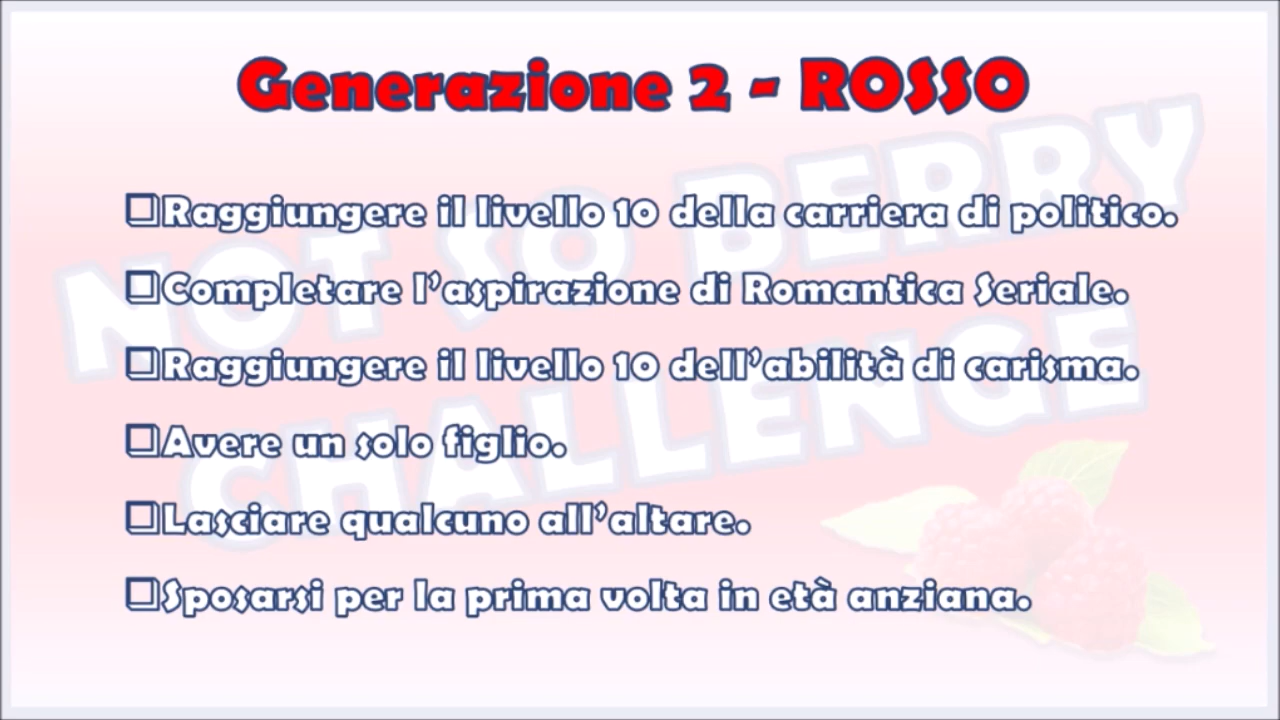 Generazione 2 - ROSSO
NOT SO BERRY
CHALLENGE
❑Raggiungere il livello 10 della carriera di politico.
❑Completare l'aspirazione di Romantica Seriale.
❑Raggiungere il livello 10 dell'abilità di carisma.
❑Avere un solo figlio.
❑Lasciare qualcuno all'altare.
❑Sposarsi per la prima volta in età anziana.